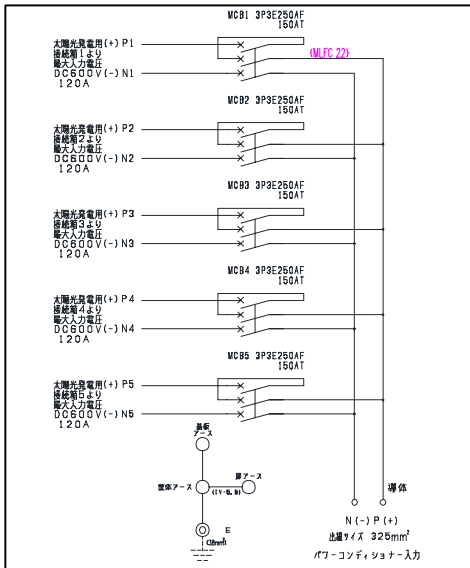 MCB1 3P3E250AF
150AT
太陽光発電用(+) P1
接続箱1より
最大入力電圧
DC600V(-) N1
120A
(MLFC 22)
MCB2 3P3E250AF
150AT
太陽光発電用(+) P2
接続箱2より
最大入力電圧
DC600V(-) N2
120A
MCB3 3P3E250AF
150AT
太陽光発電用(+) P3
接続箱3より
最大入力電圧
DC600V(-) N3
120A
MCB4 3P3E250AF
150AT
太陽光発電用(+) P4
接続箱4より
最大入力電圧
DC600V(-) N4
120A
MCB5 3P3E250AF
150AT
太陽光発電用(+) P5
接続箱5より
最大入力電圧
DC600V(-) N5
120A
基板
アース
筐体アース
扉アース
(IV-5.5)
E
(38mm²)
導体
N(-) P(+)
出線サイズ 325mm²
パワーコンディショナー入力